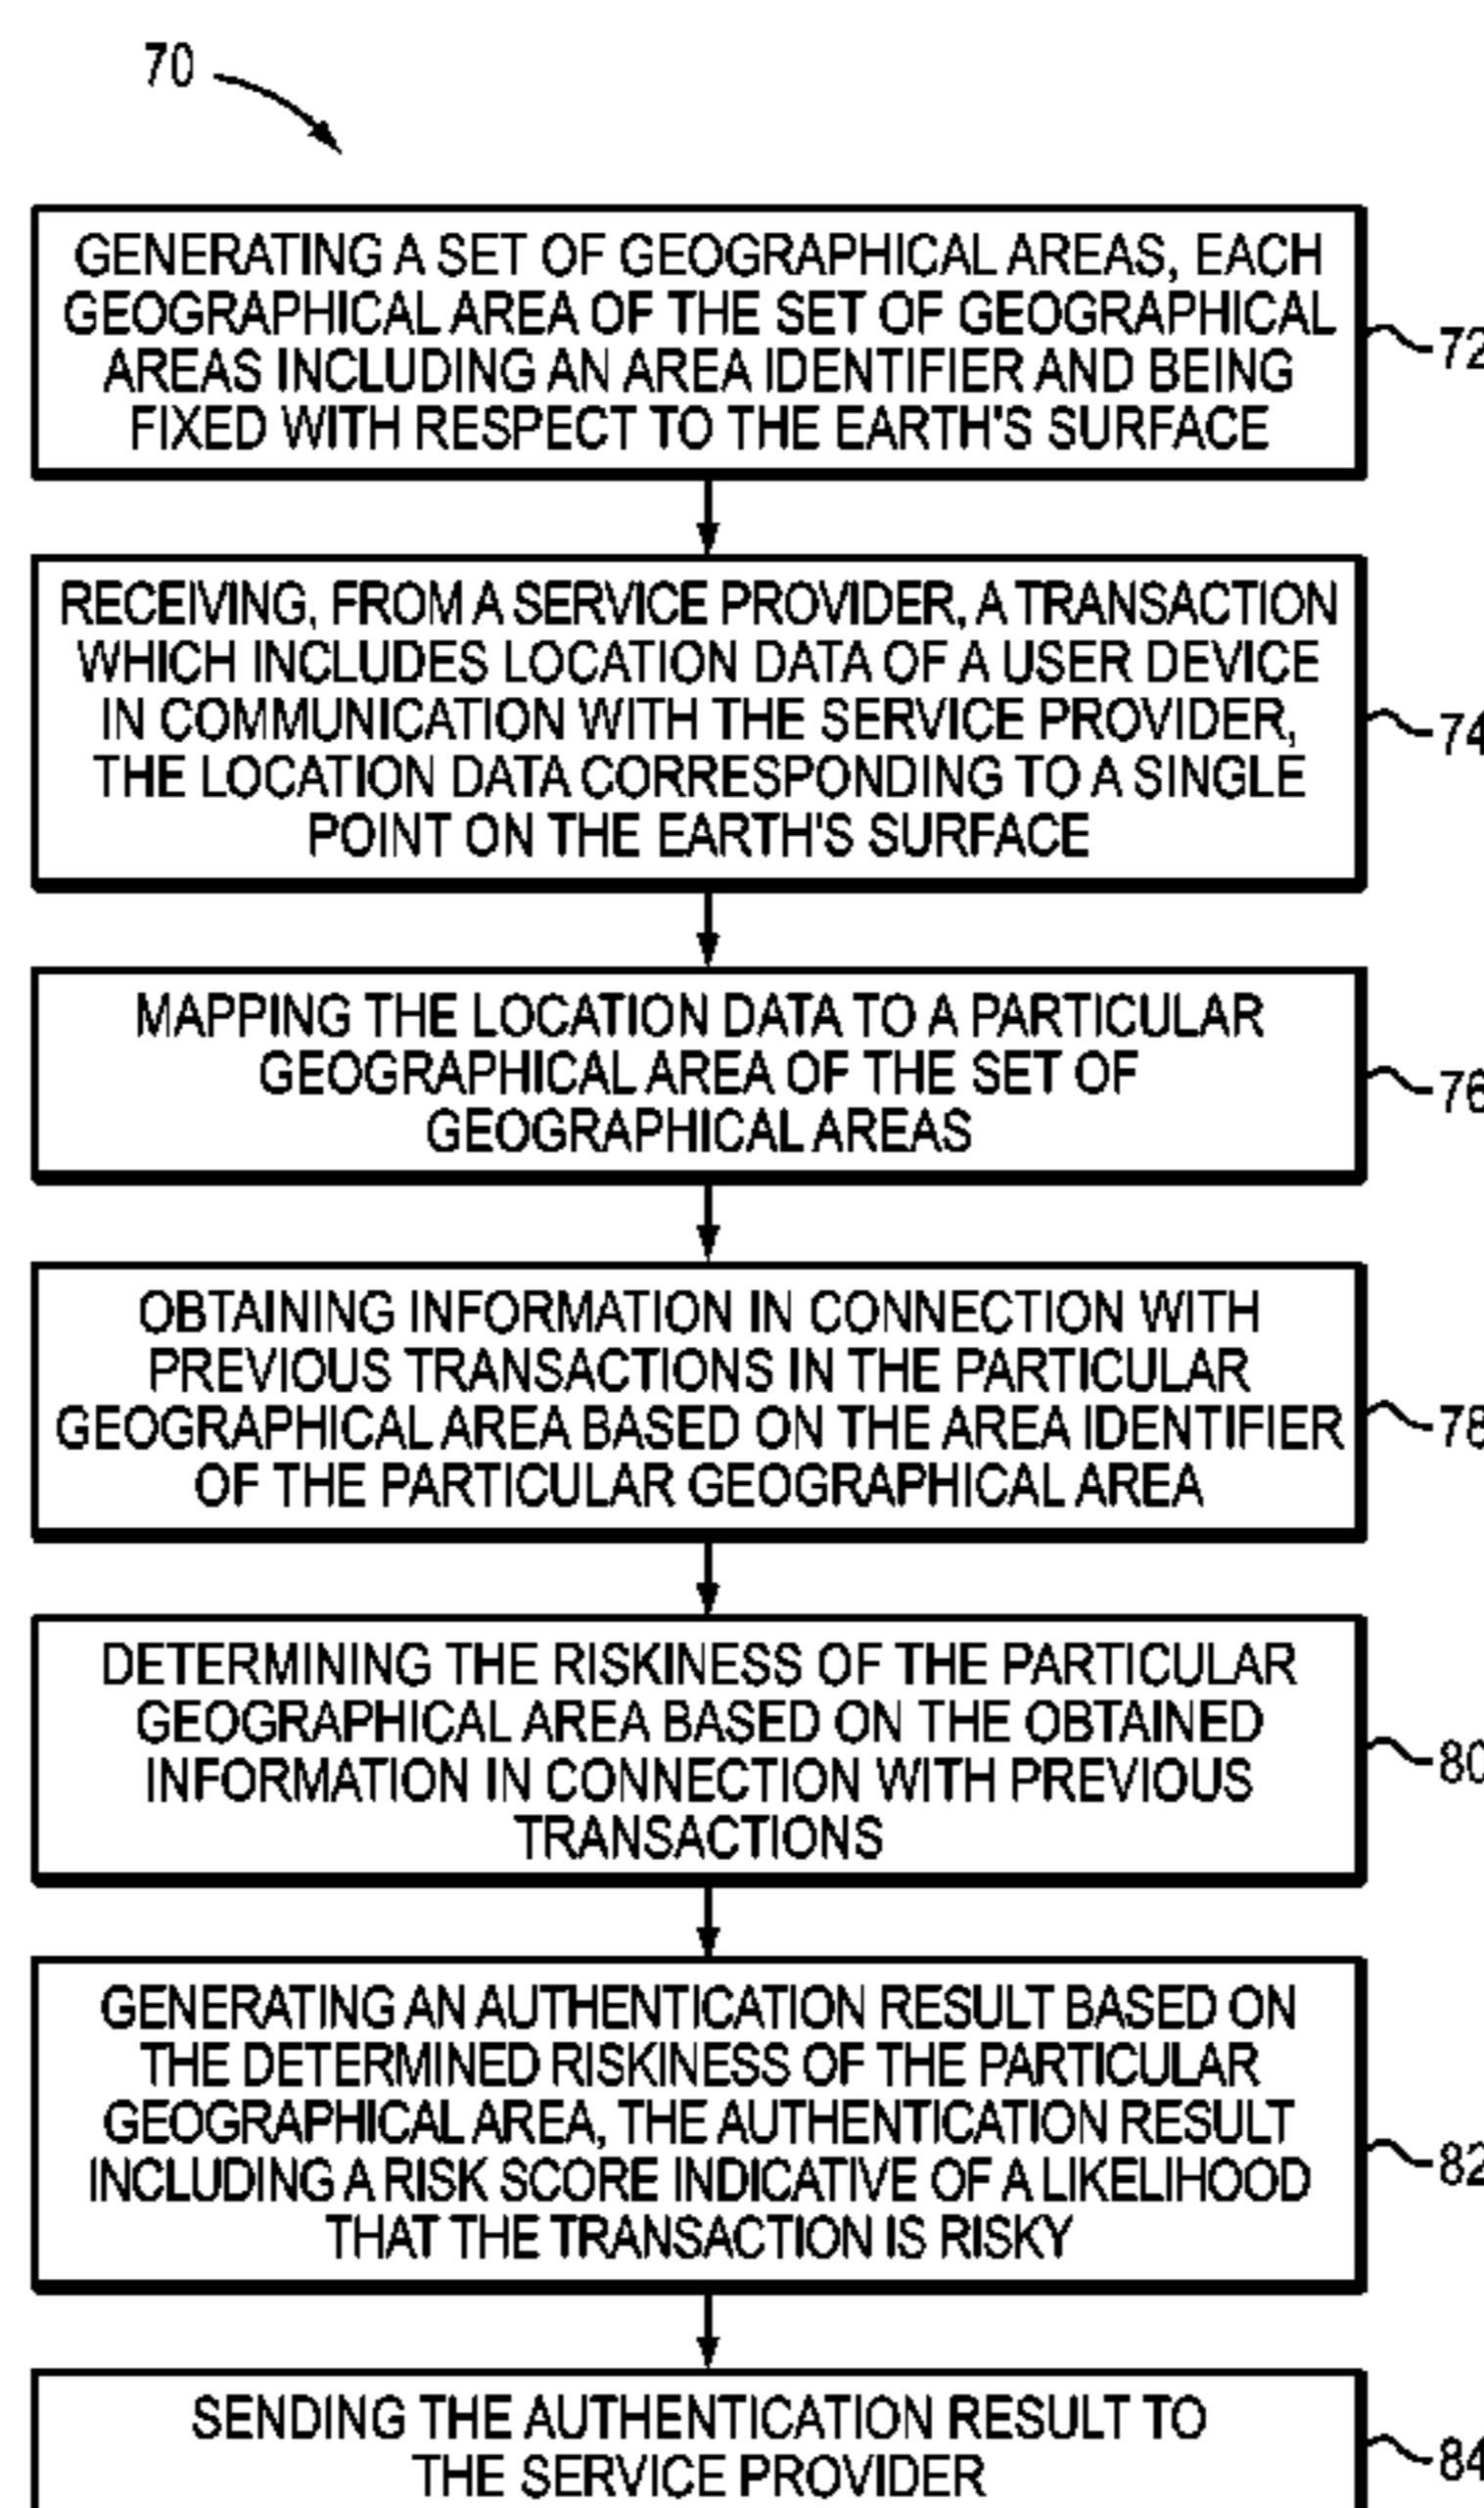 70
GENERATING A SET OF GEOGRAPHICAL AREAS, EACH
GEOGRAPHICAL AREA OF THE SET OF GEOGRAPHICAL
AREAS INCLUDING AN AREA IDENTIFIER AND BEING
FIXED WITH RESPECT TO THE EARTH'S SURFACE
72
RECEIVING, FROM A SERVICE PROVIDER, A TRANSACTION
WHICH INCLUDES LOCATION DATA OF A USER DEVICE
IN COMMUNICATION WITH THE SERVICE PROVIDER,
THE LOCATION DATA CORRESPONDING TO A SINGLE
POINT ON THE EARTH'S SURFACE
74
MAPPING THE LOCATION DATA TO A PARTICULAR
GEOGRAPHICAL AREA OF THE SET OF
GEOGRAPHICAL AREAS
76
OBTAINING INFORMATION IN CONNECTION WITH
PREVIOUS TRANSACTIONS IN THE PARTICULAR
GEOGRAPHICAL AREA BASED ON THE AREA IDENTIFIER
OF THE PARTICULAR GEOGRAPHICAL AREA
78
DETERMINING THE RISKINESS OF THE PARTICULAR
GEOGRAPHICAL AREA BASED ON THE OBTAINED
INFORMATION IN CONNECTION WITH PREVIOUS
TRANSACTIONS
80
GENERATING AN AUTHENTICATION RESULT BASED ON
THE DETERMINED RISKINESS OF THE PARTICULAR
GEOGRAPHICAL AREA, THE AUTHENTICATION RESULT
INCLUDING A RISK SCORE INDICATIVE OF A LIKELIHOOD
THAT THE TRANSACTION IS RISKY
82
SENDING THE AUTHENTICATION RESULT TO
THE SERVICE PROVIDER
84